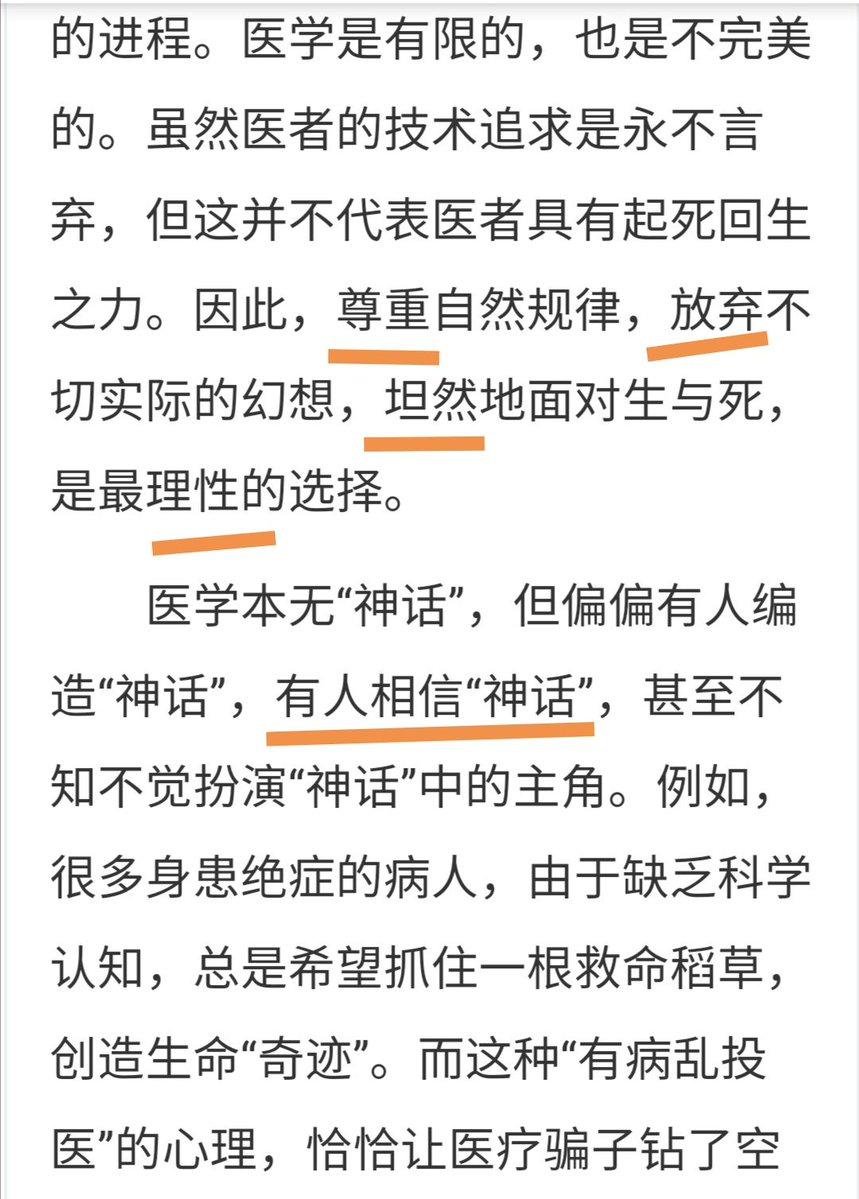 的进程。医学是有限的，也是不完美
的。虽然医者的技术追求是永不言
弃，但这并不代表医者具有起死回生
之力。因此，尊重自然规律，放弃不
切实际的幻想，坦然地面对生与死，
是最理性的选择。
医学本无“神话”，但偏偏有人编
造“神话”，有人相信“神话”，甚至不
知不觉扮演“神话”中的主角。例如，
很多身患绝症的病人，由于缺乏科学
认知，总是希望抓住一根救命稻草，
创造生命“奇迹”。而这种“有病乱投
医”的心理，恰恰让医疗骗子钻了空